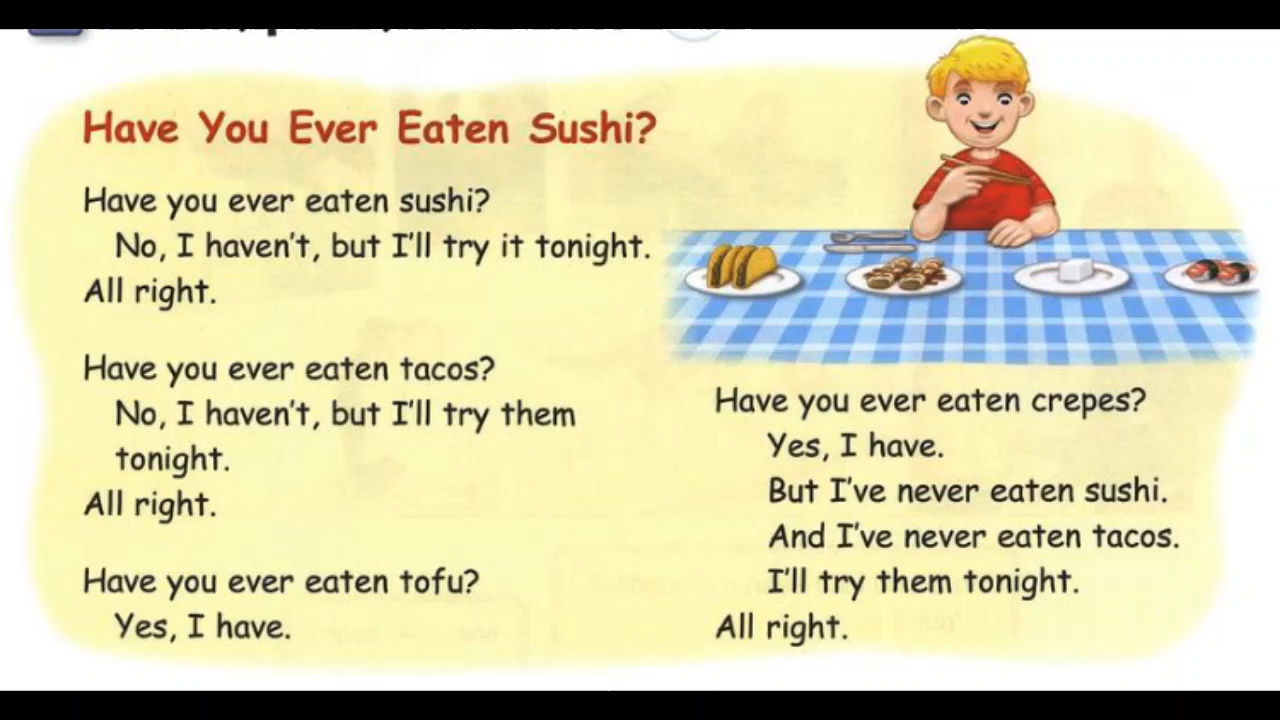 Have You Ever Eaten Sushi?
Have you ever eaten sushi?
No, I haven't, but I'll try it tonight.
All right.
Have you ever eaten tacos?
No, I haven't, but I'll try them
tonight.
All right.
Have you ever eaten tofu?
Yes, I have.
Have you ever eaten crepes?
Yes, I have.
But I've never eaten sushi.
And I've never eaten tacos.
I'll try them tonight.
All right.